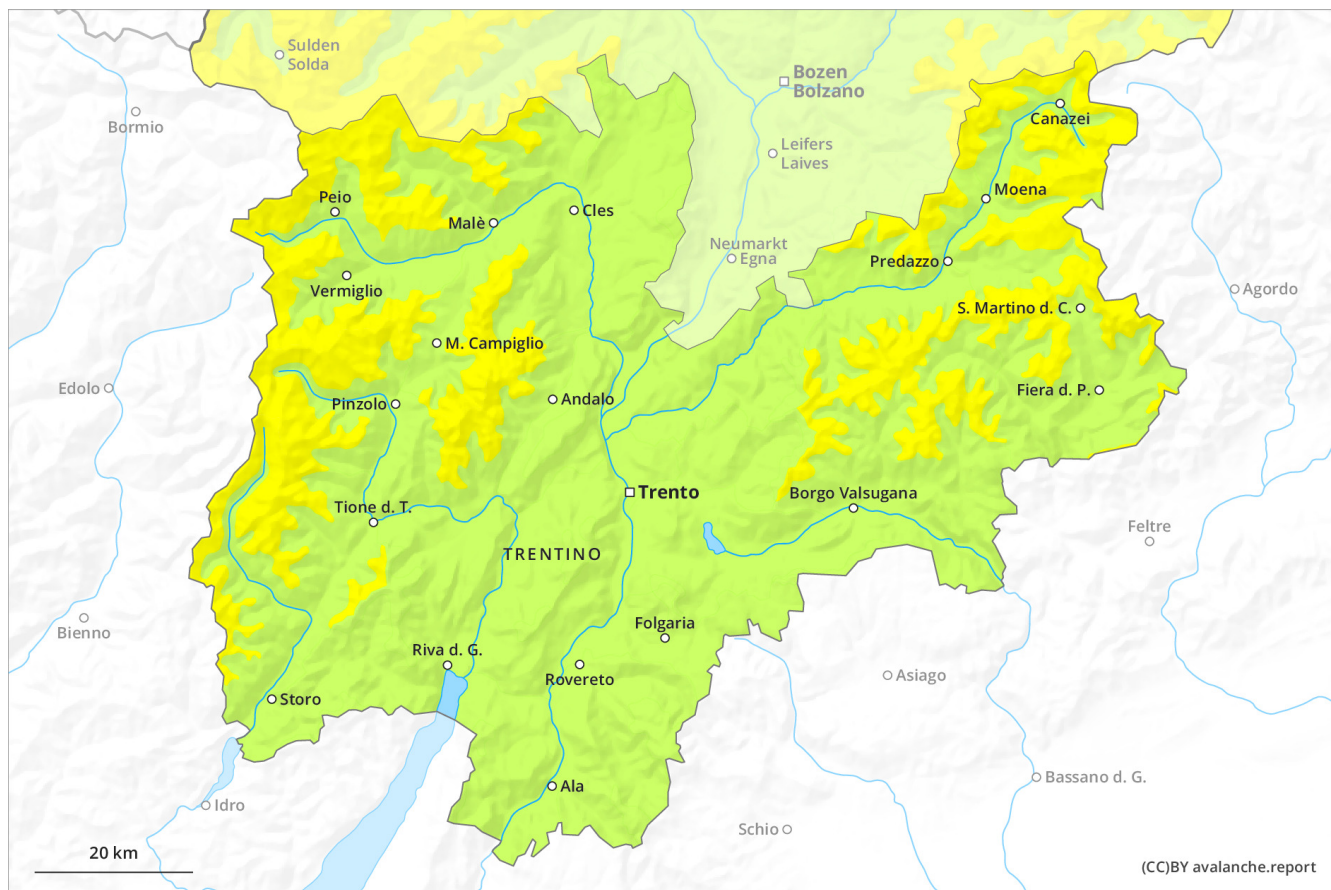 Sulden
Solda
Bozen
Bolzano
Bormio
Canazei
Leifers
Laives
Peio
Moena
Malè
Cles
Neumarkt
Egna
Predazzo
Vermiglio
Agordo
S. Martino d. C.
M. Campiglio
Edolo
Pinzolo
Andalo
Fiera d. P.
Trento
Borgo Valsugana
Tione d. T.
Feltre
TRENTINO
Bienno
Folgaria
Riva d. G.
Rovereto
Asiago
Storo
Ala
Bassano d. G.
Idro
Schio
20 km
(CC)BY avalanche.report